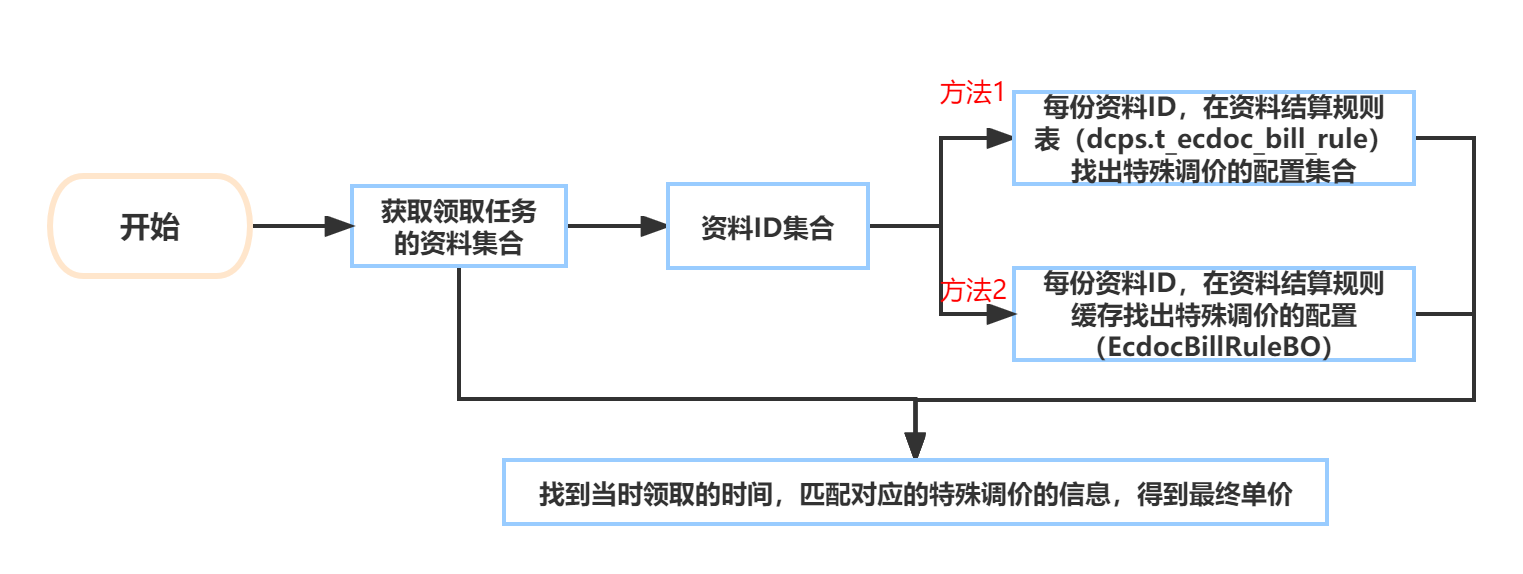 开始
获取领取任务
的资料集合
资料ID集合
方法1
每份资料ID，在资料结算规则
表（dcps.t_ecdoc_bill_rule）
找出特殊调价的配置集合
方法2
每份资料ID，在资料结算规则
缓存找出特殊调价的配置
（EcdocBillRuleBO）
找到当时领取的时间，匹配对应的特殊调价的信息，得到最终单价